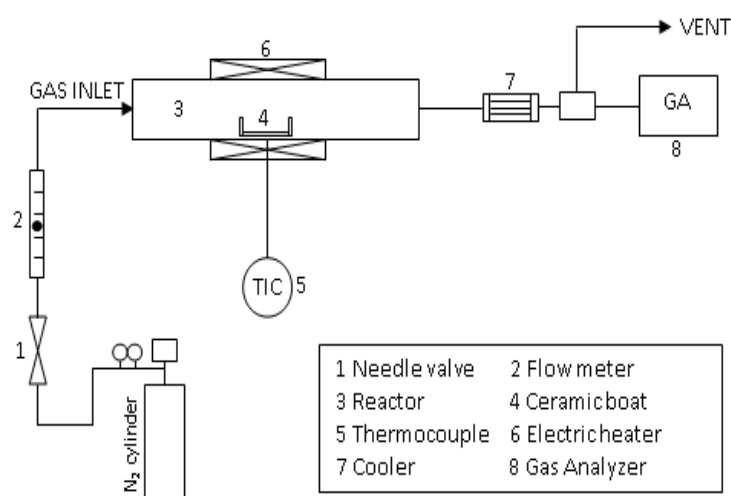 VENT
6
GAS INLET
3
4
7
GA
8
2
TIC
5
1
N₂ cylinder
1 Needle valve 2 Flow meter
3 Reactor 4 Ceramic boat
5 Thermocouple 6 Electric heater
7 Cooler 8 Gas Analyzer